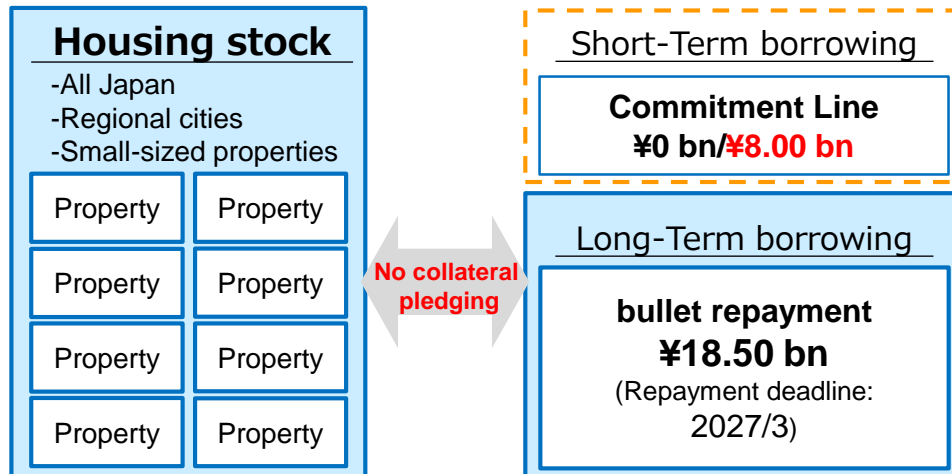 Housing stock
-All Japan
-Regional cities
-Small-sized properties
Property Property
Property Property
Property Property
Property Property
No collateral
pledging
Short-Term borrowing
Commitment Line
¥0 bn/¥8.00 bn
Long-Term borrowing
bullet repayment
¥18.50 bn
(Repayment deadline:
2027/3)